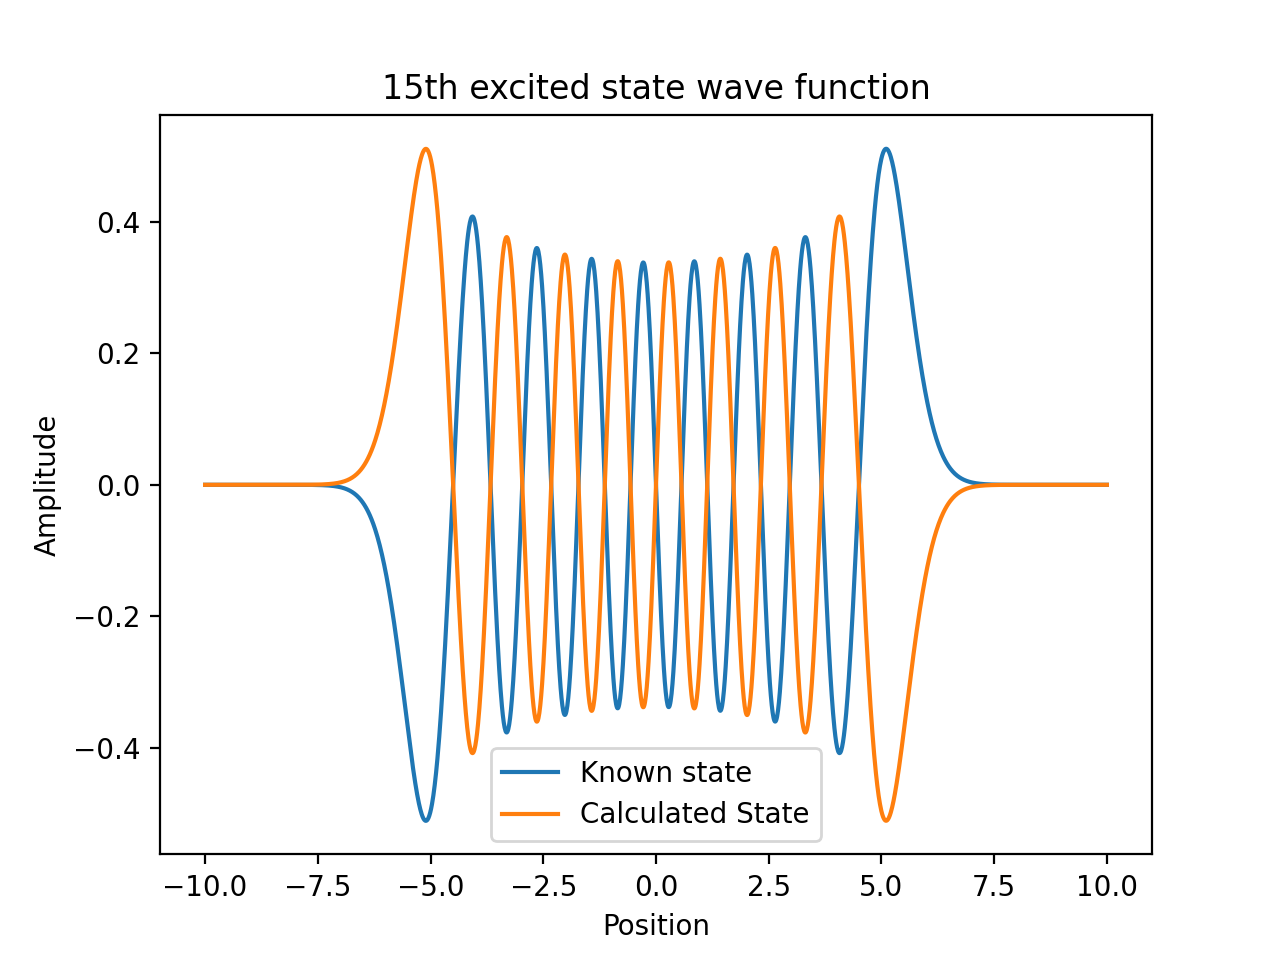 15th excited state wave function
Amplitude
0.4
0.2
0.0
−0.2
−0.4
Known state
Calculated State
−10.0 −7.5 −5.0 −2.5 0.0 2.5 5.0 7.5 10.0
Position